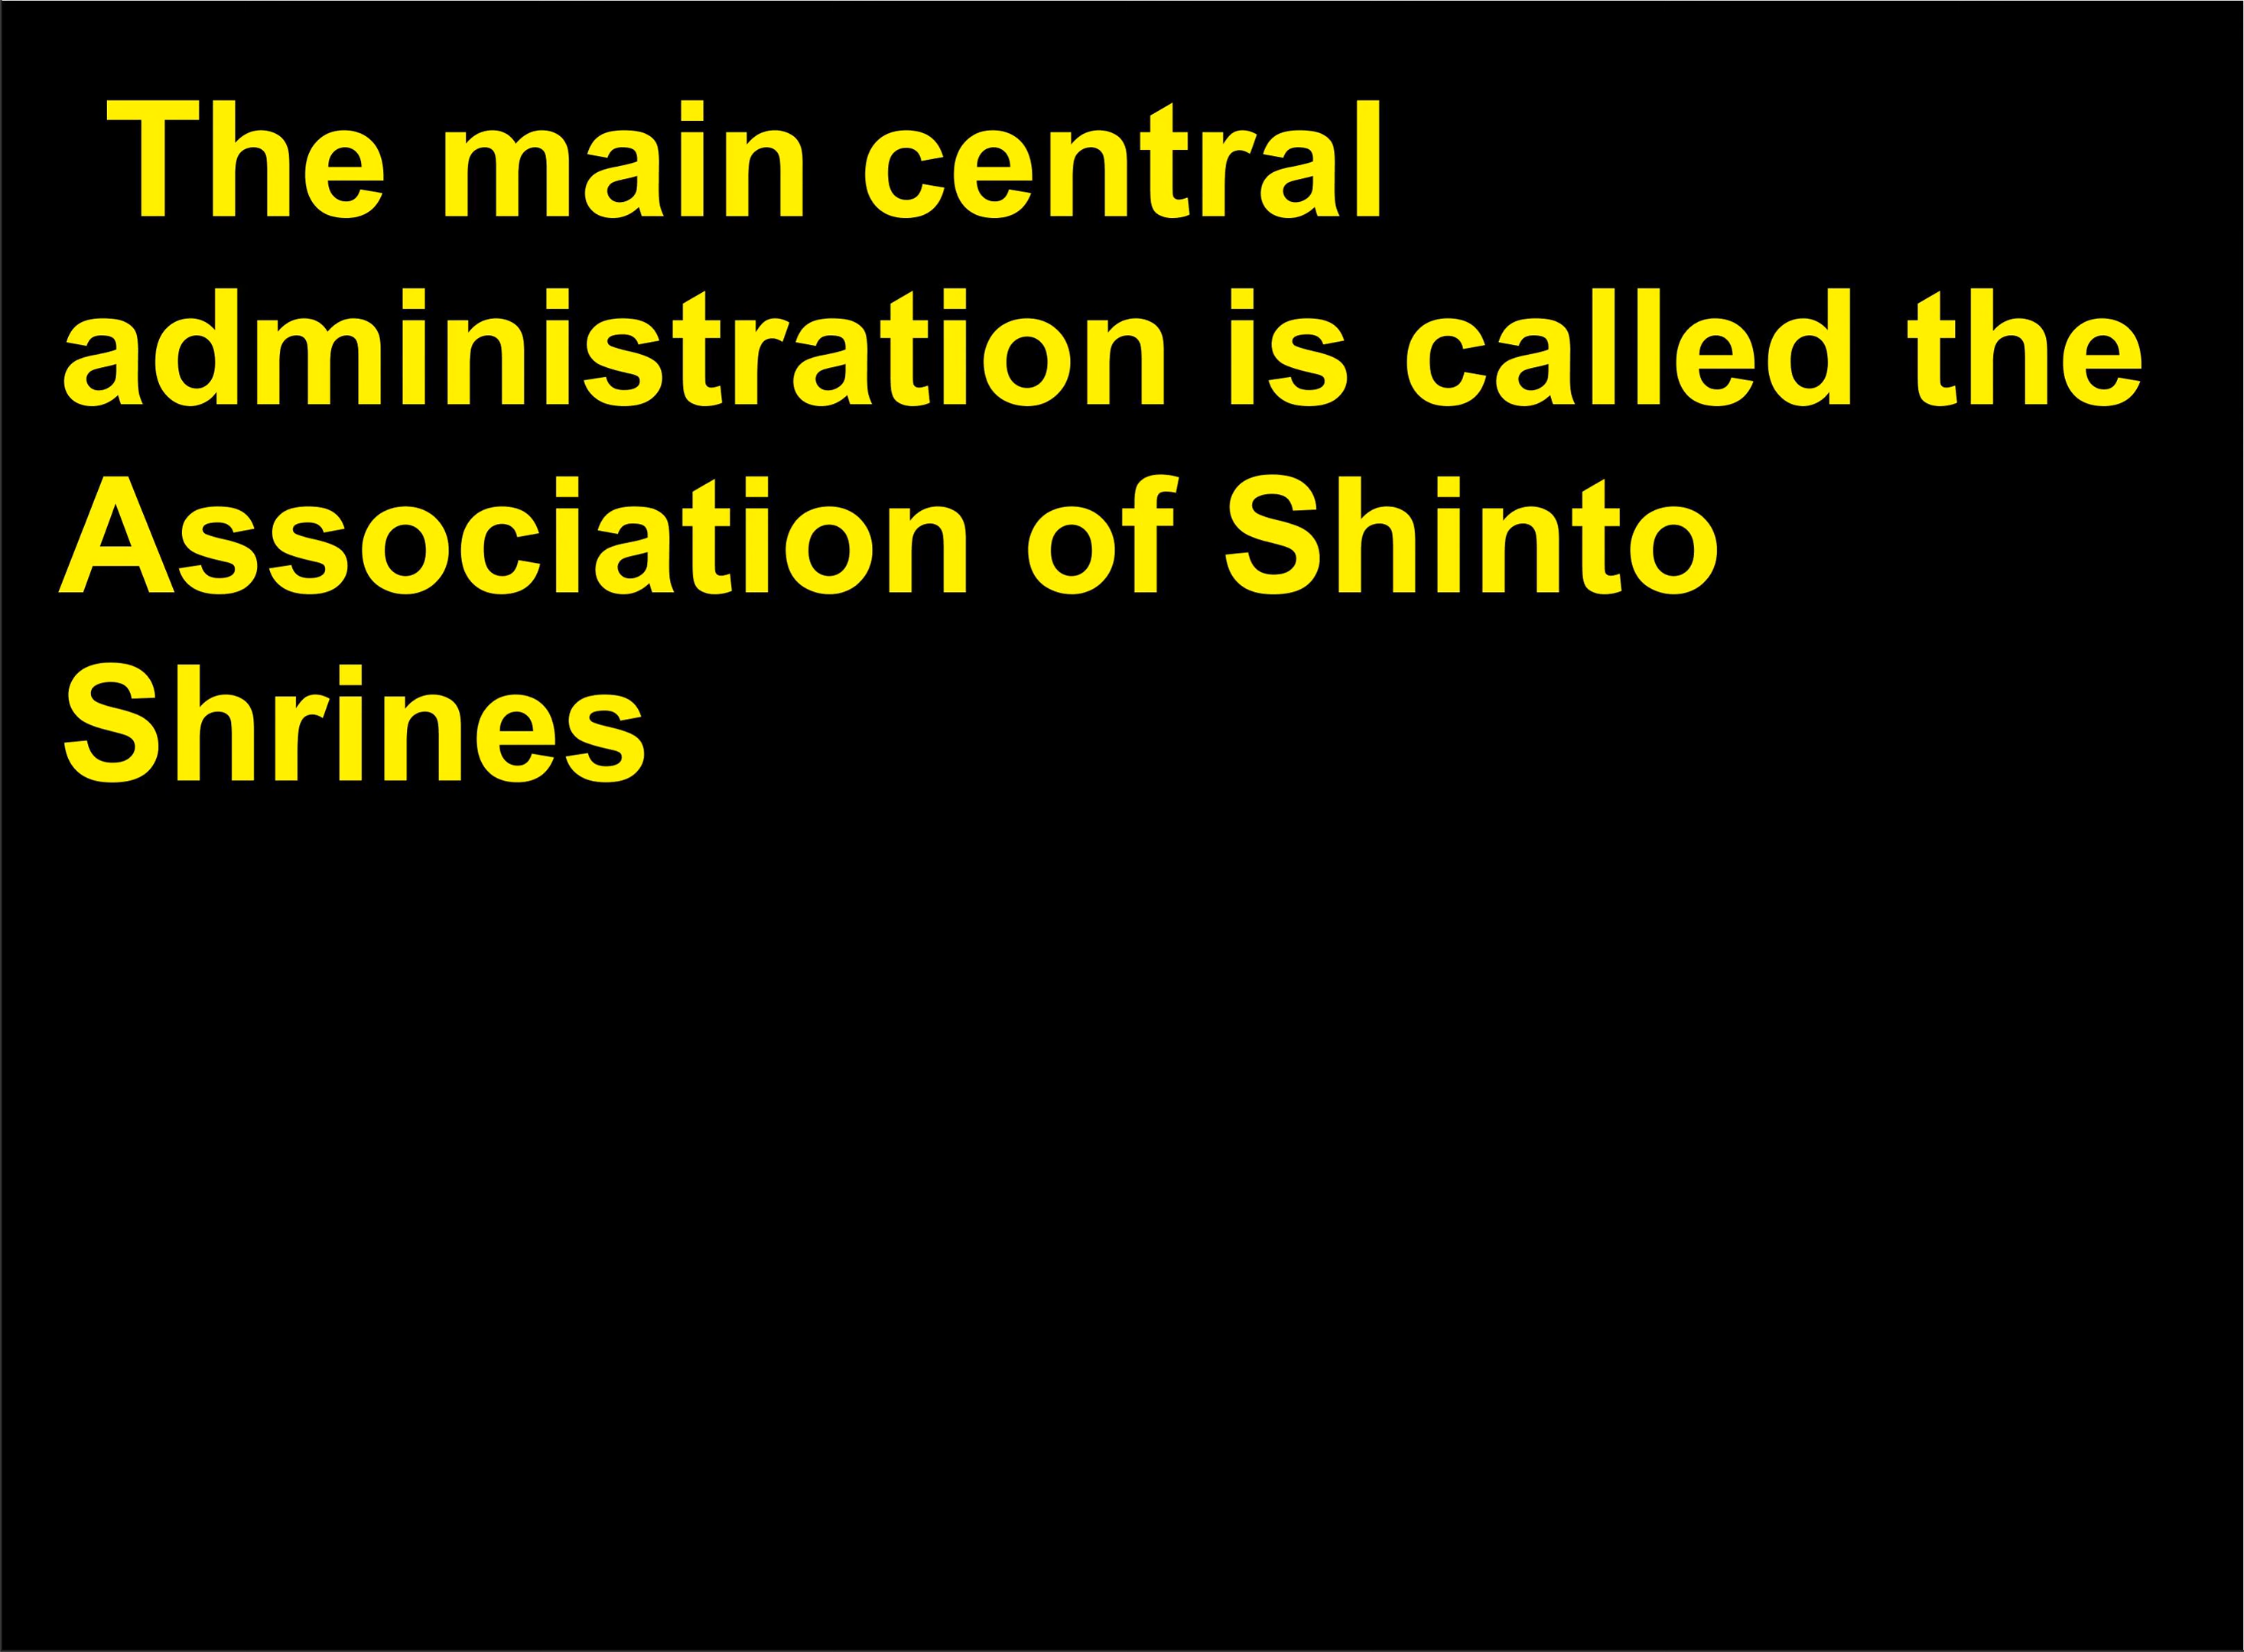 The main central
administration is called the
Association of Shinto
Shrines